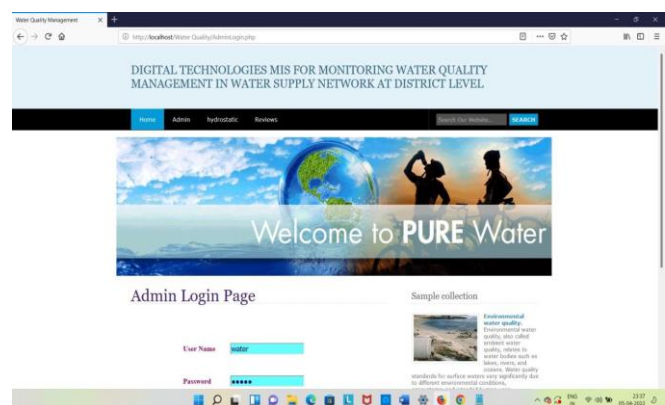 Water Quality Management
http://localhost/Water Quality/AdminLogin.php
DIGITAL TECHNOLOGIES MIS FOR MONITORING WATER QUALITY
MANAGEMENT IN WATER SUPPLY NETWORK AT DISTRICT LEVEL
Home Admin hydrostatic Reviews Search Our Website... SEARCH
Welcome to PURE Water
Admin Login Page
Sample collection
Environmental
water quality,
Environmental water
quality, also called
ambient water
quality, relates to
water bodies such as
lakes, rivers, and
oceans. Water quality
standards for surface waters vary significantly due
to different environmental conditions,
User Name water
Password •••••
ENG
IN
23:37
05-04-2022